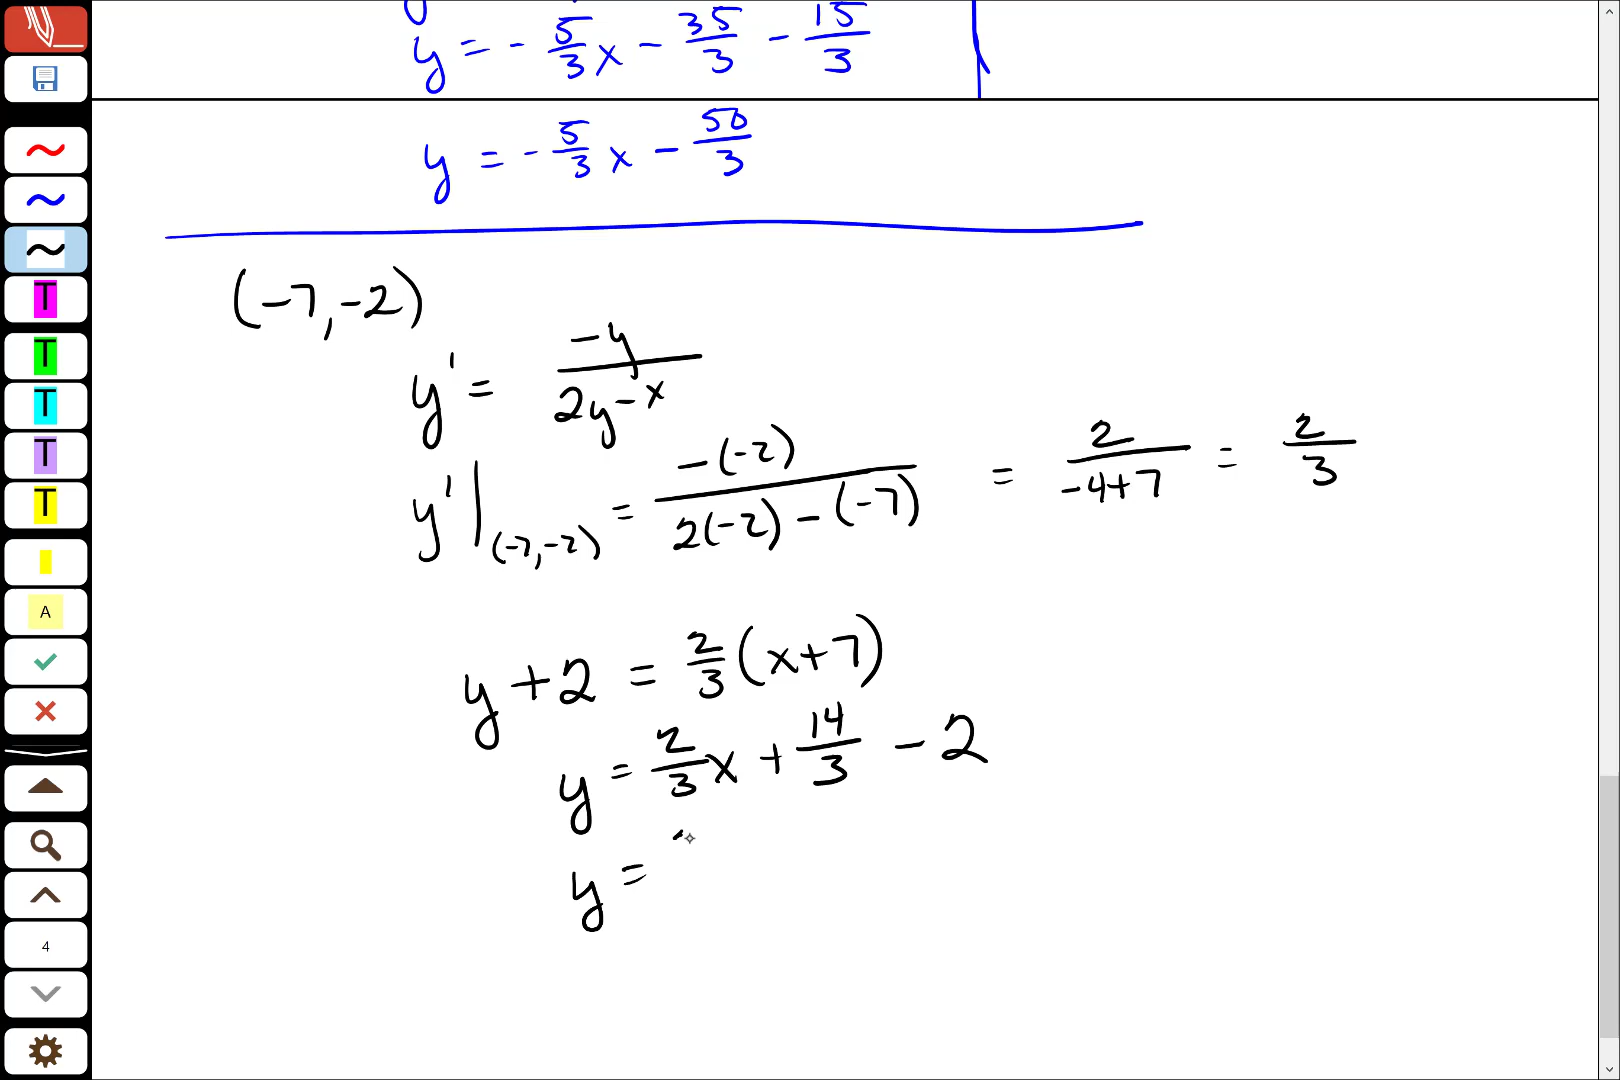 y = -5/3 x - 35/3 - 15/3
y = -5/3 x - 50/3
(-7,-2)
y' = -y/(2y-x)
y'|(-7,-2) = -(-2)/(2(-2)-(-7)) = 2/(-4+7) = 2/3
y+2 = 2/3(x+7)
y = 2/3x + 14/3 - 2
y =
T
T
T
T
T
A
4